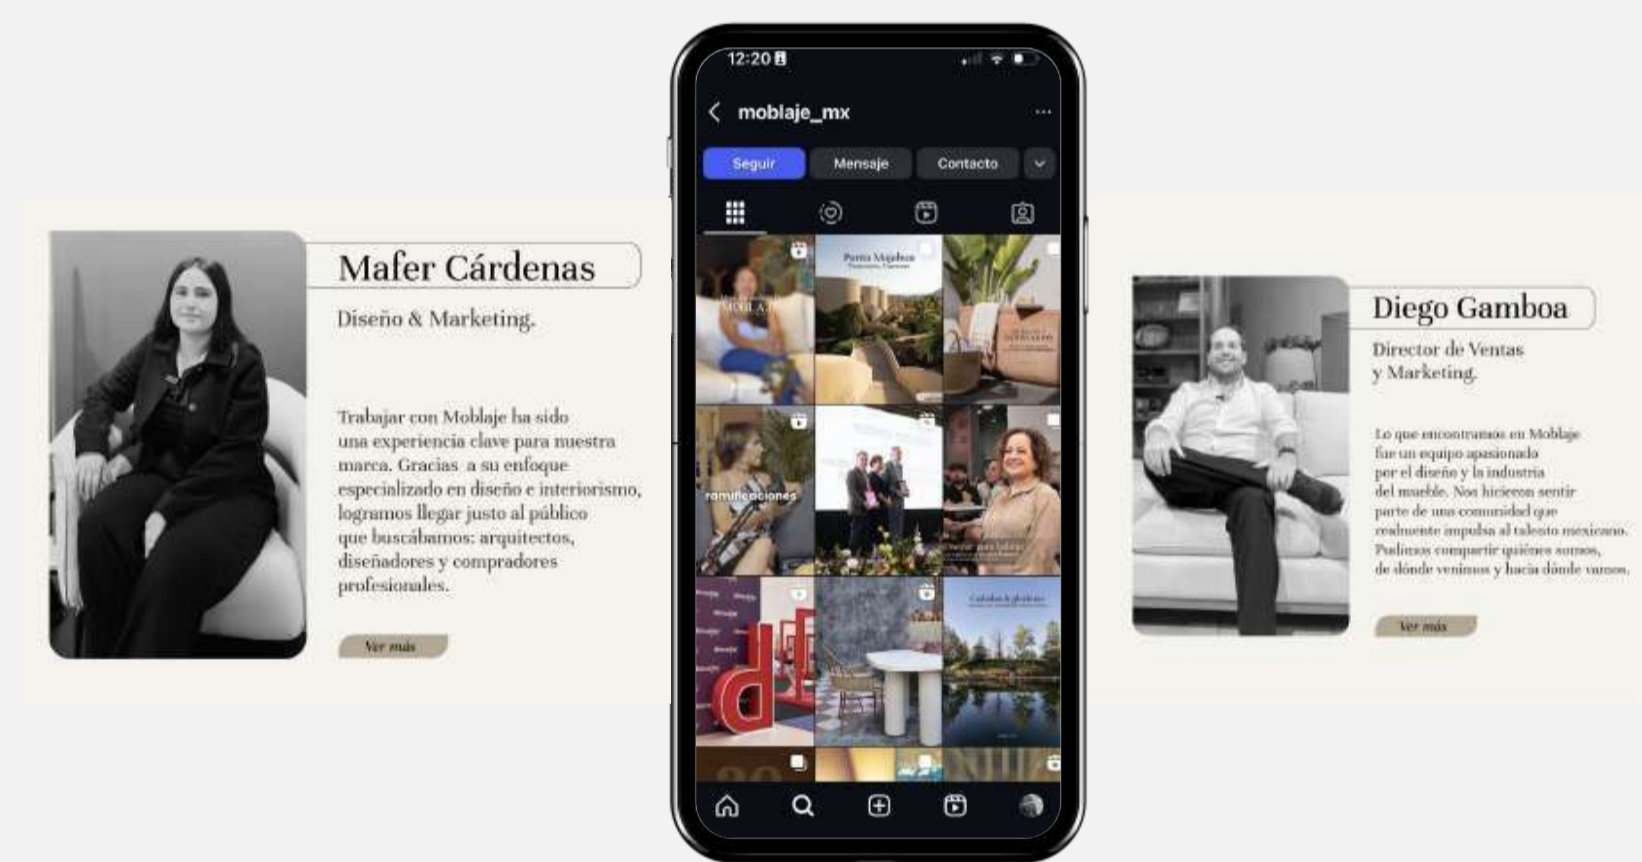 Mafer Cárdenas
Diseño & Marketing.
Trabajar con Moblaje ha sido
una experiencia clave para nuestra
marca. Gracias a su enfoque
especializado en diseño e interiorismo,
logramos llegar justo al público
que buscábamos: arquitectos,
diseñadores y compradores
profesionales.
Ver más
12:20
moblaje_mx
Seguir
Mensaje
Contacto
Punta Majahua
ramificaciones
Diego Gamboa
Director de Ventas
y Marketing.
Lo que encontramos en Moblaje
fue un equipo apasionado
por el diseño y la industria
del mueble. Nos hicieron sentir
parte de una comunidad que
realmente impulsa al talento mexicano.
Pudimos compartir quiénes somos,
de dónde venimos y hacia dónde vamos.
Ver más